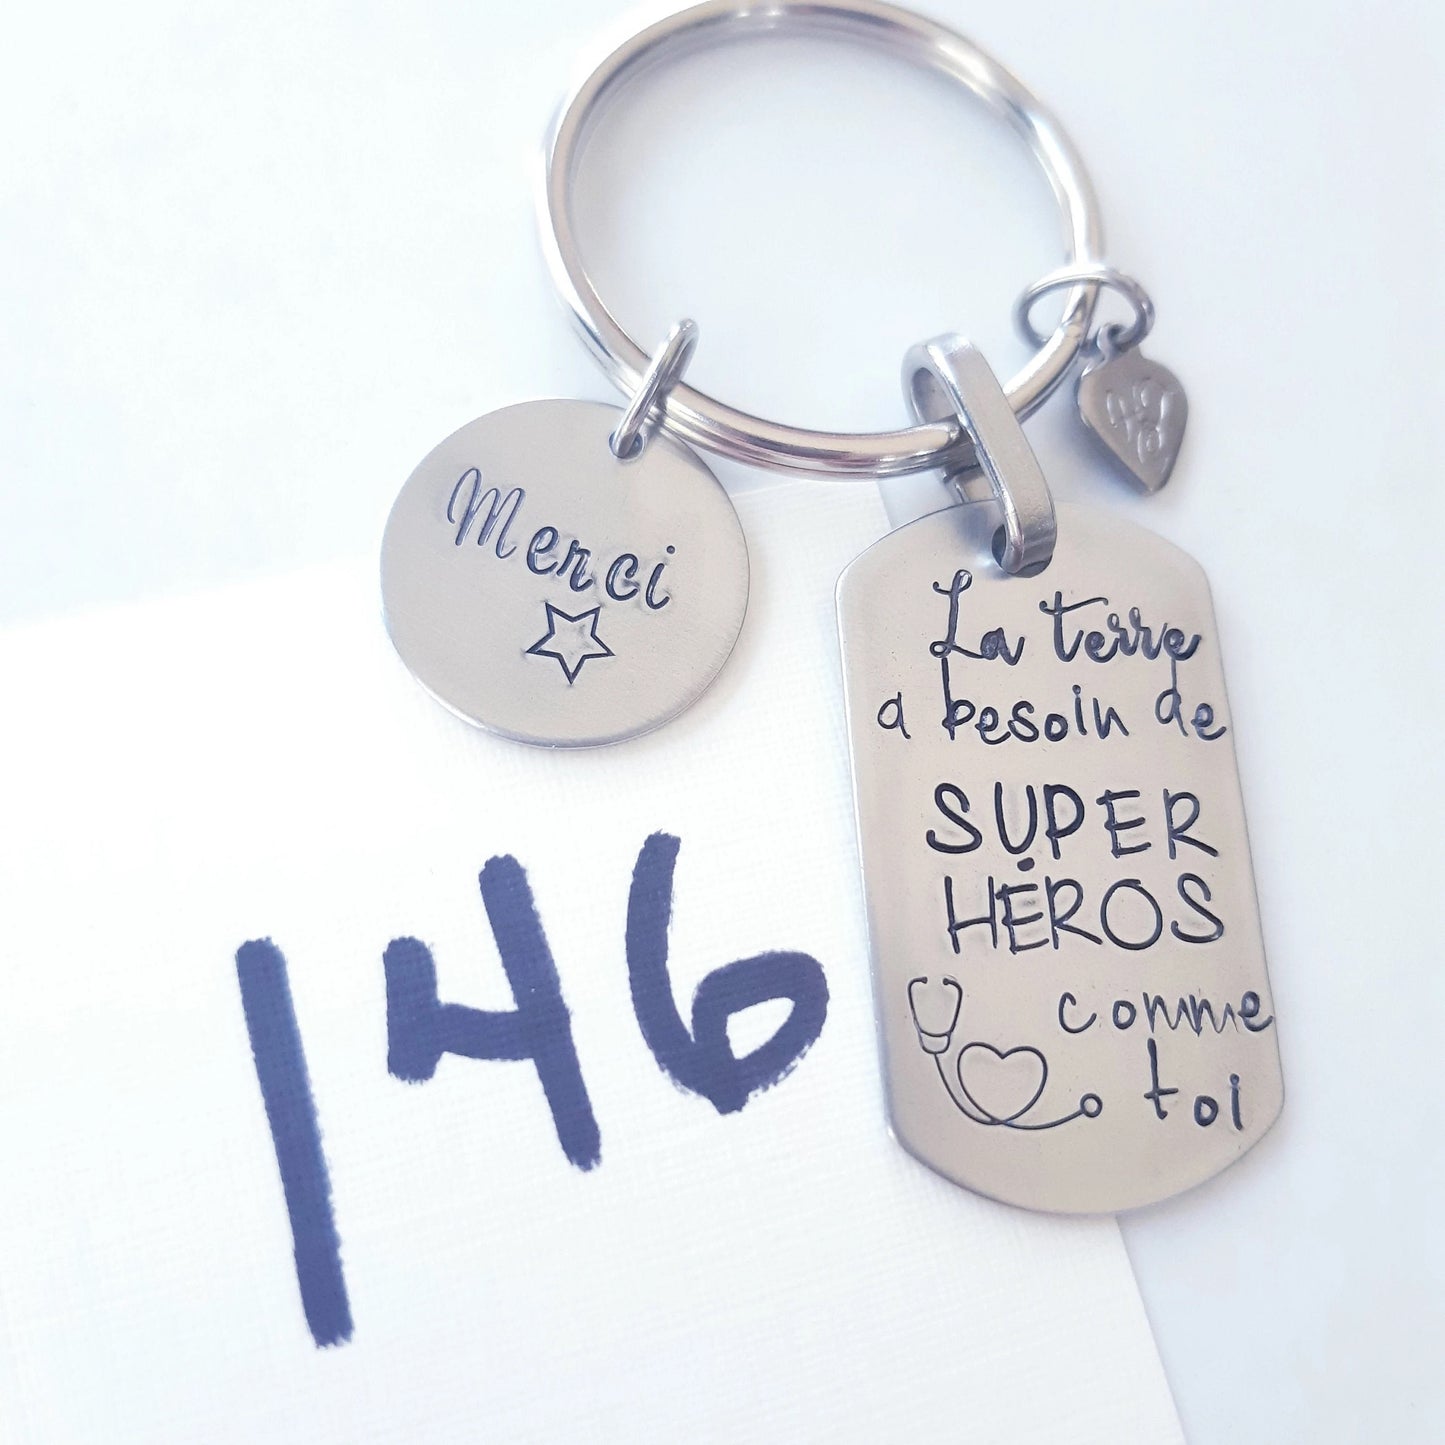 Merci
La terre
a besoin de
SUPER
HÉROS
comme
toi
146